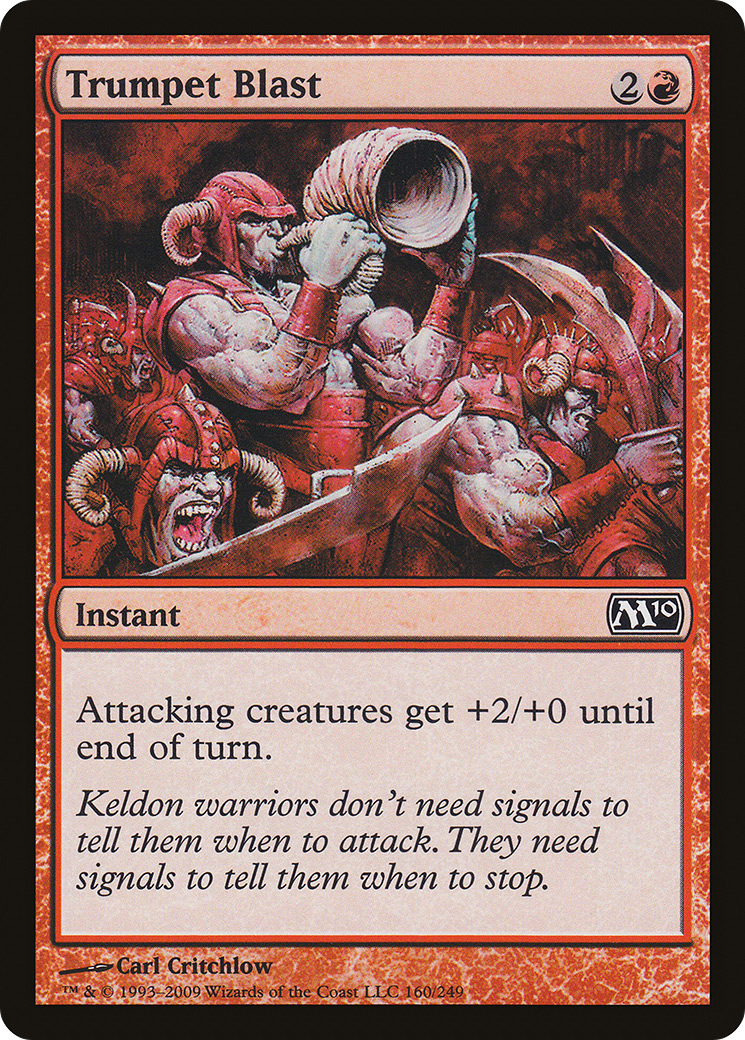 Trumpet Blast 2
Instant M10
Attacking creatures get +2/+0 until
end of turn.
Keldon warriors don't need signals to
tell them when to attack. They need
signals to tell them when to stop.
Carl Critchlow
™ & © 1993–2009 Wizards of the Coast LLC 160/249